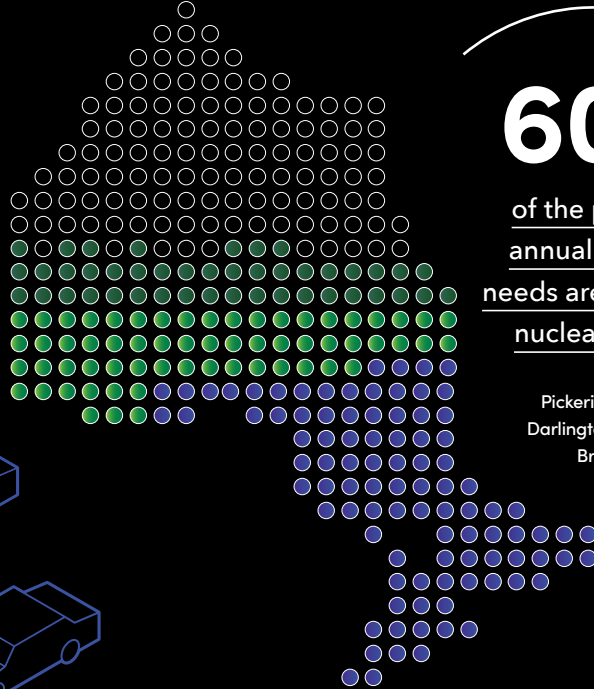 60
of the
annual
needs are
nuclea
Pickeri
Darlingt
Br